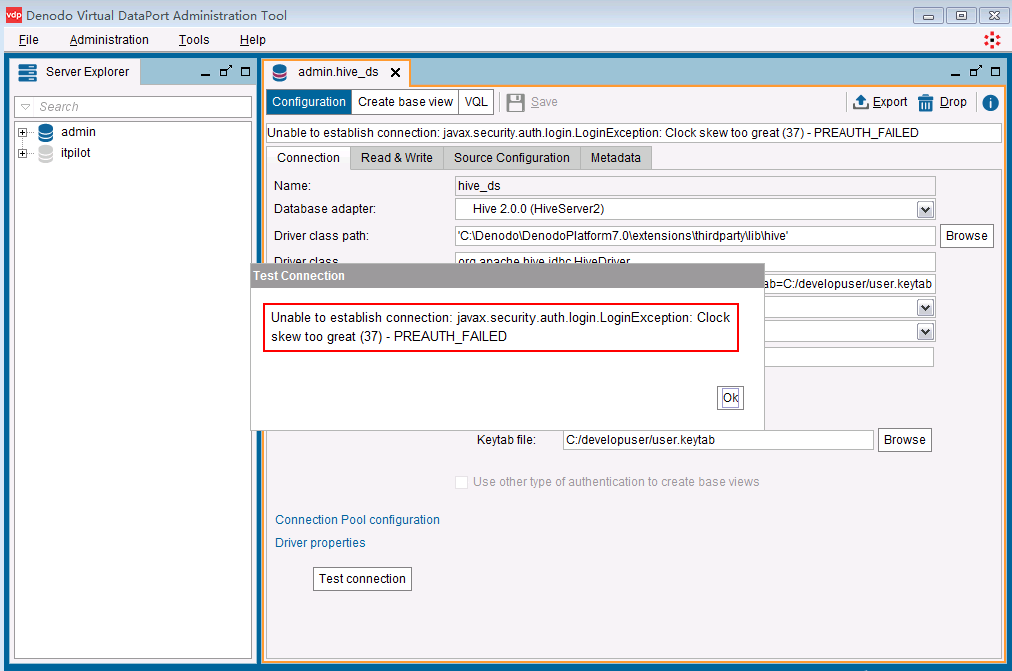 vdp Denodo Virtual DataPort Administration Tool
File Administration Tools Help
Server Explorer
Search
admin
itpilot
admin.hive_ds
Configuration Create base view VQL Save Export Drop
Unable to establish connection: javax.security.auth.login.LoginException: Clock skew too great (37) - PREAUTH_FAILED
Connection Read & Write Source Configuration Metadata
Name: hive_ds
Database adapter: Hive 2.0.0 (HiveServer2)
Driver class path: 'C:\Denodo\DenodoPlatform7.0\extensions\thirdparty\lib\hive' Browse
Driver class org.apache.hive.jdbc.HiveDriver
ab=C:/developuser/user.keytab
Test Connection
Unable to establish connection: javax.security.auth.login.LoginException: Clock
skew too great (37) - PREAUTH_FAILED
Ok
Keytab file: C:/developuser/user.keytab Browse
Use other type of authentication to create base views
Connection Pool configuration
Driver properties
Test connection